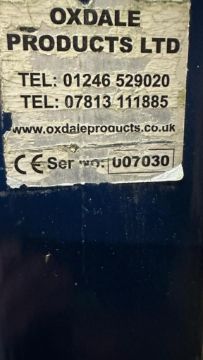 OXDALE
PRODUCTS LTD
TEL: 01246 529020
TEL: 07813 111885
www.oxdaleproducts.co.uk
CE Ser no: U07030